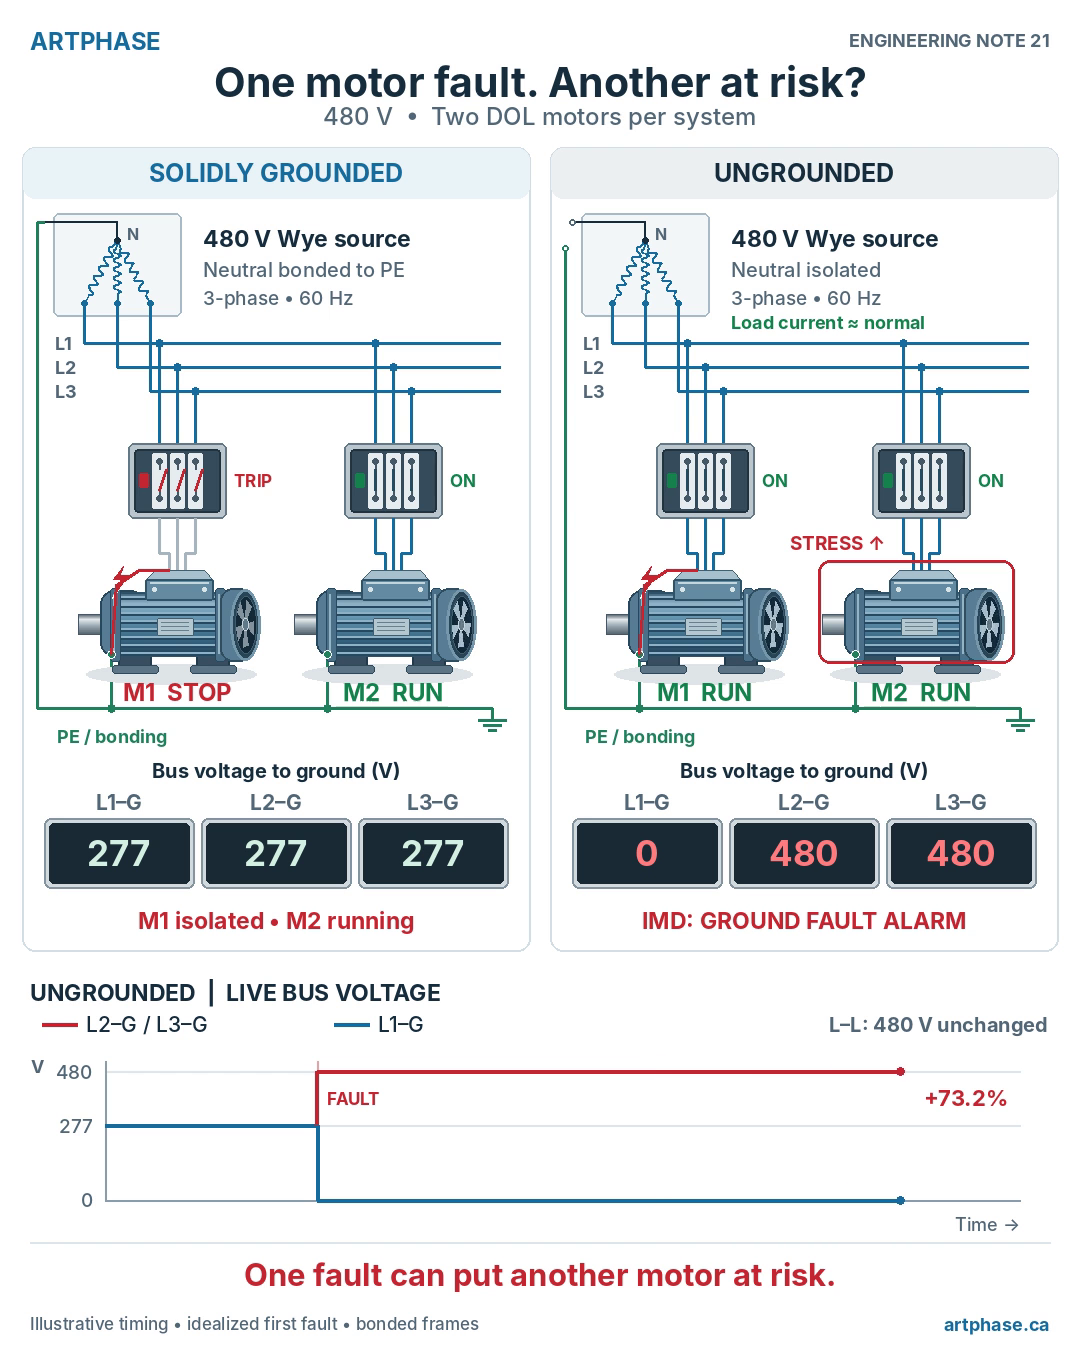 ARTPHASE
ENGINEERING NOTE 21
One motor fault. Another at risk?
480 V • Two DOL motors per system
SOLIDLY GROUNDED
N
480 V Wye source
Neutral bonded to PE
3-phase • 60 Hz
L1
L2
L3
TRIP
ON
M1 STOP
M2 RUN
PE / bonding
Bus voltage to ground (V)
L1–G
L2–G
L3–G
277
277
277
M1 isolated • M2 running
UNGROUNDED
N
480 V Wye source
Neutral isolated
3-phase • 60 Hz
Load current ≈ normal
L1
L2
L3
ON
ON
STRESS ↑
M1 RUN
M2 RUN
PE / bonding
Bus voltage to ground (V)
L1–G
L2–G
L3–G
0
480
480
IMD: GROUND FAULT ALARM
UNGROUNDED | LIVE BUS VOLTAGE
L2–G / L3–G
L1–G
L–L: 480 V unchanged
V
480
FAULT
+73.2%
277
0
Time →
One fault can put another motor at risk.
Illustrative timing • idealized first fault • bonded frames
artphase.ca